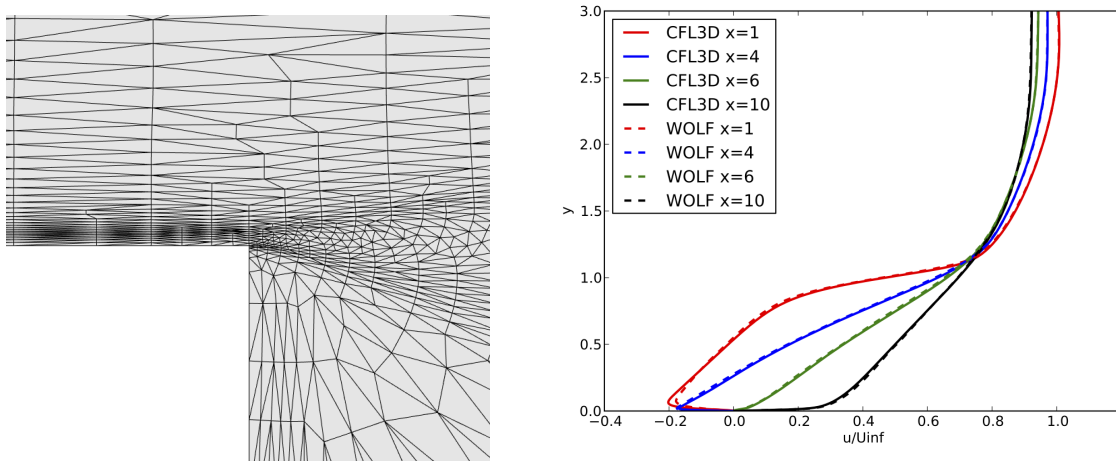 3.0
2.5
2.0
1.5
1.0
0.5
0.0
y
CFL3D x=1
CFL3D x=4
CFL3D x=6
CFL3D x=10
WOLF x=1
WOLF x=4
WOLF x=6
WOLF x=10
−0.4 −0.2 0.0 0.2 0.4 0.6 0.8 1.0
u/Uinf